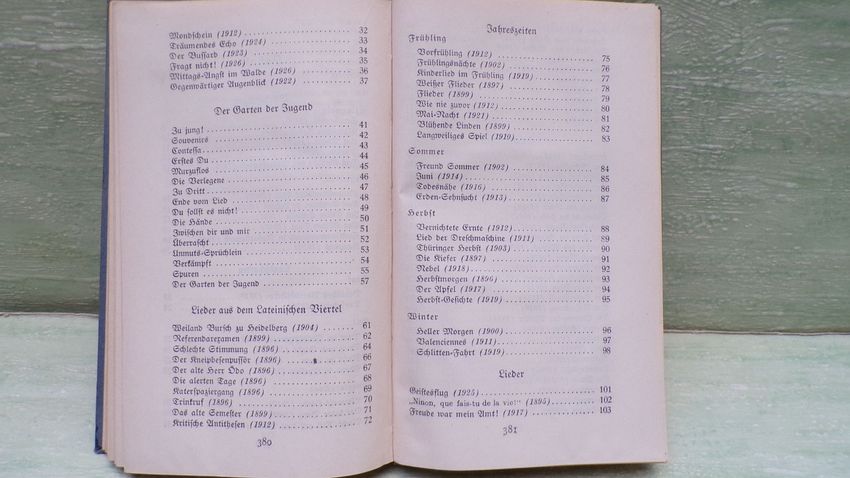 Mondschein (1912) 32
Träumendes Echo (1924) 33
Der Bussard (1923) 34
Fragt nicht! (1926) 35
Mittags-Angst im Walde (1926) 36
Gegenwärtiger Augenblick (1922) 37
Der Garten der Jugend
Zu jung! 41
Souvenirs 42
Contessa 43
Erstes Du 44
Wurzuflos 45
Die Verlegene 46
Zu Dritt 47
Ende vom Lied 48
Du sollst es nicht! 49
Die Hände 50
Zwischen dir und mir 51
Überrascht 52
Unmuts-Sprüchlein 53
Verkämpft 54
Spuren 55
Der Garten der Jugend 57
Lieder aus dem Lateinischen Viertel
Weiland Bursch zu Heidelberg (1904) 61
Referendarexamen (1899) 62
Schlechte Stimmung (1896) 64
Der Kneipbesenpufför (1896) 66
Der alte Herr Odo (1896) 67
Die alerten Tage (1896) 68
Katerspaziergang (1896) 69
Trinkruf (1896) 70
Das alte Semester (1899) 71
Kritische Antithesen (1912) 72
380
Jahreszeiten
Frühling
Vorfrühling (1912) 75
Frühlingsnächte (1902) 76
Kinderlied im Frühling (1919) 77
Weißer Flieder (1897) 78
Flieder (1899) 79
Wie nie zuvor (1912) 80
Mai-Nacht (1921) 81
Blühende Linden (1899) 82
Langweiliges Spiel (1919) 83
Sommer
Freund Sommer (1902) 84
Juni (1914) 85
Todesnähe (1916) 86
Erden-Sehnsucht (1913) 87
Herbst
Vernichtete Ernte (1912) 88
Lied der Dreschmaschine (1911) 89
Thüringer Herbst (1903) 90
Die Kiefer (1897) 91
Nebel (1918) 92
Herbstmorgen (1896) 93
Der Apfel (1917) 94
Herbst-Gesichte (1919) 95
Winter
Heller Morgen (1900) 96
Valenciennes (1911) 97
Schlitten-Fahrt (1919) 98
Lieder
Geistesflug (1925) 101
„Ninon, que fais-tu de la vie!“ (1895) 102
Freude war mein Amt! (1917) 103
381